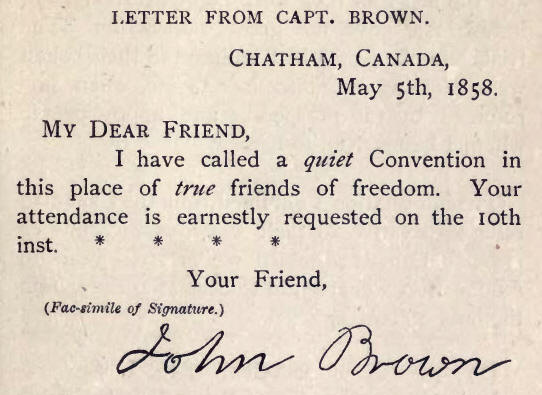 LETTER FROM CAPT. BROWN.
CHATHAM, CANADA,
May 5th, 1858.
MY DEAR FRIEND,
I have called a quiet Convention in
this place of true friends of freedom. Your
attendance is earnestly requested on the 10th
inst. * * * *
Your Friend,
(Fac-simile of Signature.)
John Brown